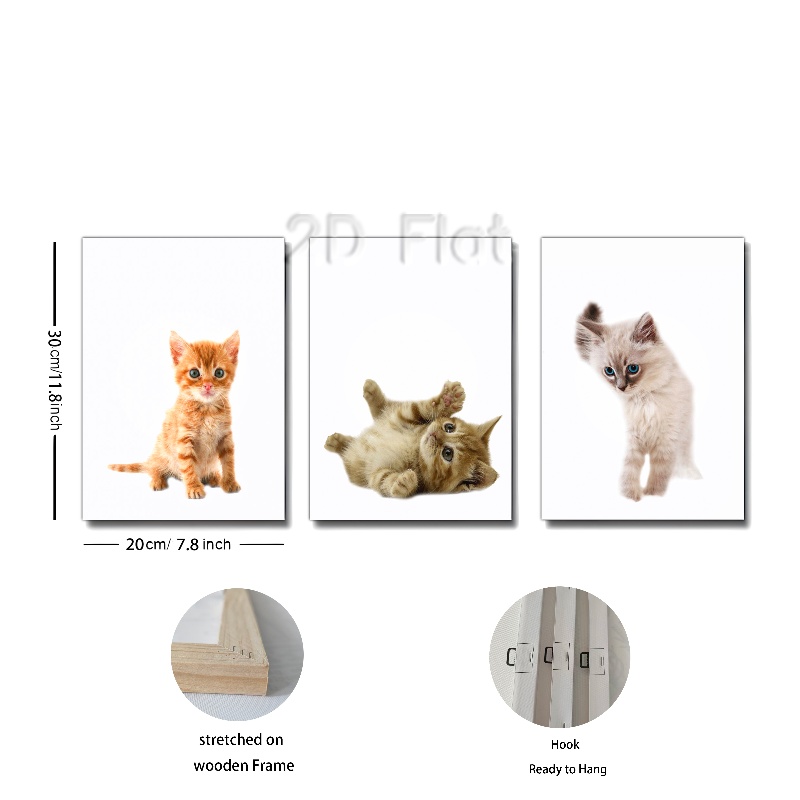 2D Flat
30cm/11.8inch
20cm/ 7.8 inch
stretched on
wooden Frame
Hook
Ready to Hang